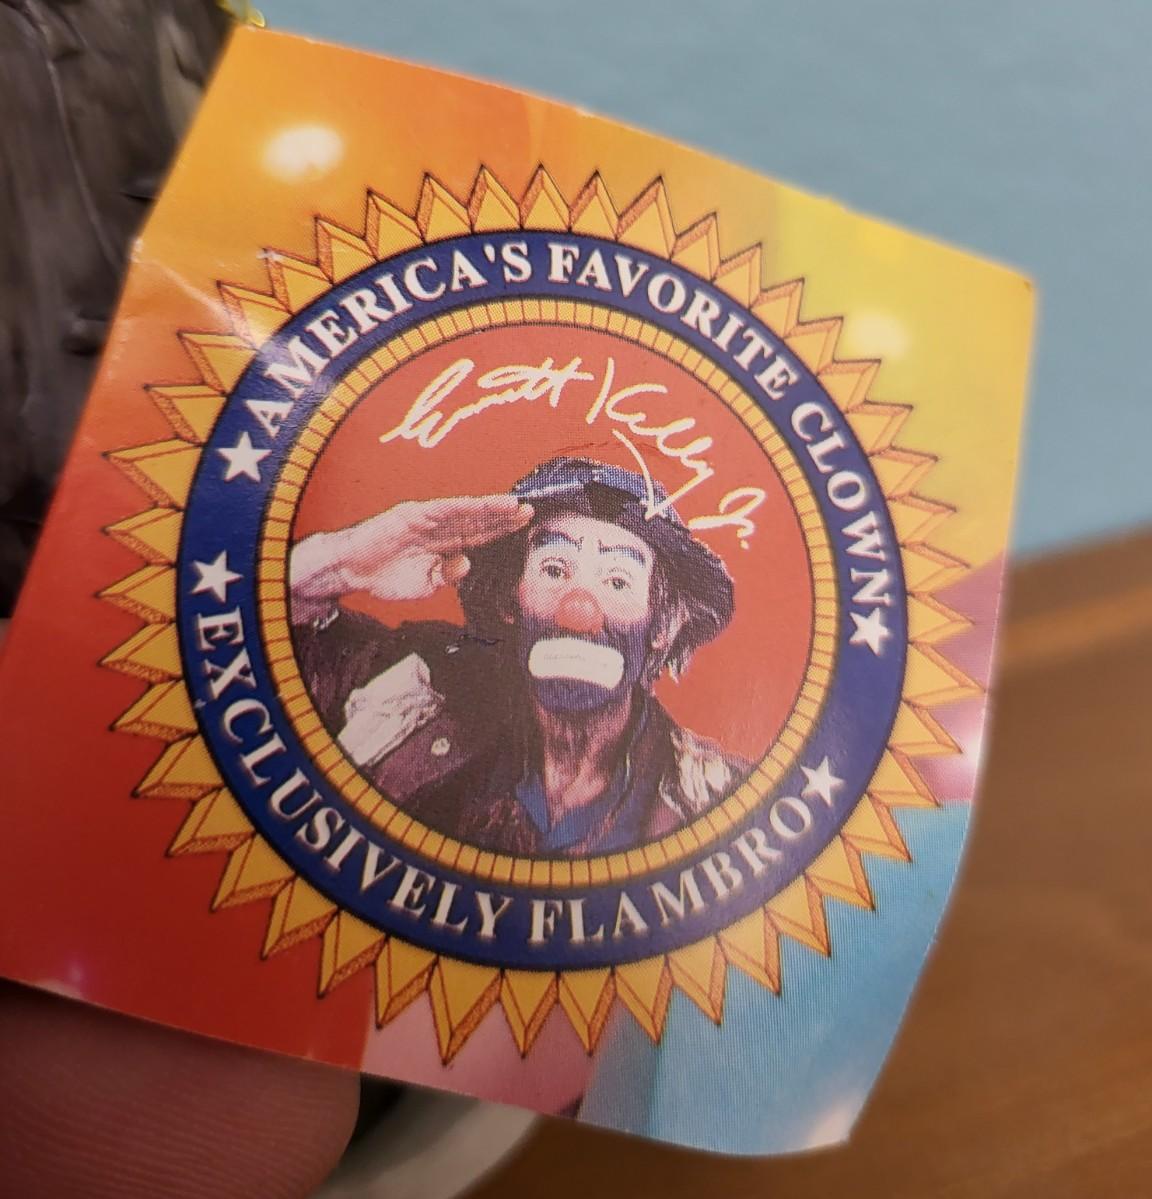 ★AMERICA'S FAVORITE CLOWN★
Emmett Kelly Jr.
★EXCLUSIVELY FLAMBRO★